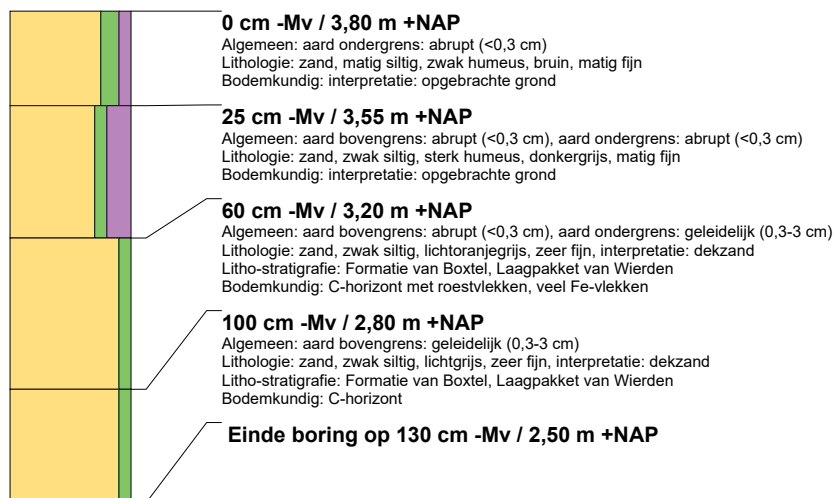 0 cm -Mv / 3,80 m +NAP
Algemeen: aard ondergrens: abrupt (<0,3 cm)
Lithologie: zand, matig siltig, zwak humeus, bruin, matig fijn
Bodemkundig: interpretatie: opgebrachte grond
25 cm -Mv / 3,55 m +NAP
Algemeen: aard bovengrens: abrupt (<0,3 cm), aard ondergrens: abrupt (<0,3 cm)
Lithologie: zand, zwak siltig, sterk humeus, donkergrijs, matig fijn
Bodemkundig: interpretatie: opgebrachte grond
60 cm -Mv / 3,20 m +NAP
Algemeen: aard bovengrens: abrupt (<0,3 cm), aard ondergrens: geleidelijk (0,3-3 cm)
Lithologie: zand, zwak siltig, lichtoranjegrijs, zeer fijn, interpretatie: dekzand
Litho-stratigrafie: Formatie van Boxtel, Laagpakket van Wierden
Bodemkundig: C-horizont met roestvlekken, veel Fe-vlekken
100 cm -Mv / 2,80 m +NAP
Algemeen: aard bovengrens: geleidelijk (0,3-3 cm)
Lithologie: zand, zwak siltig, lichtgrijs, zeer fijn, interpretatie: dekzand
Litho-stratigrafie: Formatie van Boxtel, Laagpakket van Wierden
Bodemkundig: C-horizont
Einde boring op 130 cm -Mv / 2,50 m +NAP